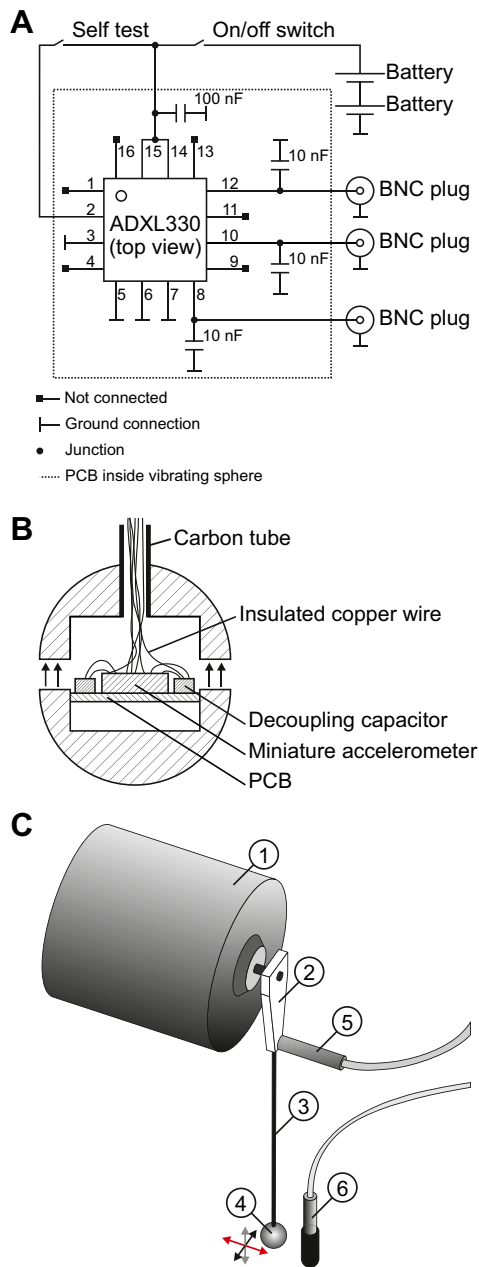 A
Self test
On/off switch
Battery
Battery
100 nF
16
15
14
13
10 nF
1
12
BNC plug
2
ADXL330
11
3
(top view)
10
BNC plug
4
9
10 nF
5
6
7
8
BNC plug
10 nF
Not connected
Ground connection
Junction
PCB inside vibrating sphere
B
Carbon tube
Insulated copper wire
Decoupling capacitor
Miniature accelerometer
PCB
C
1
2
5
3
4
6